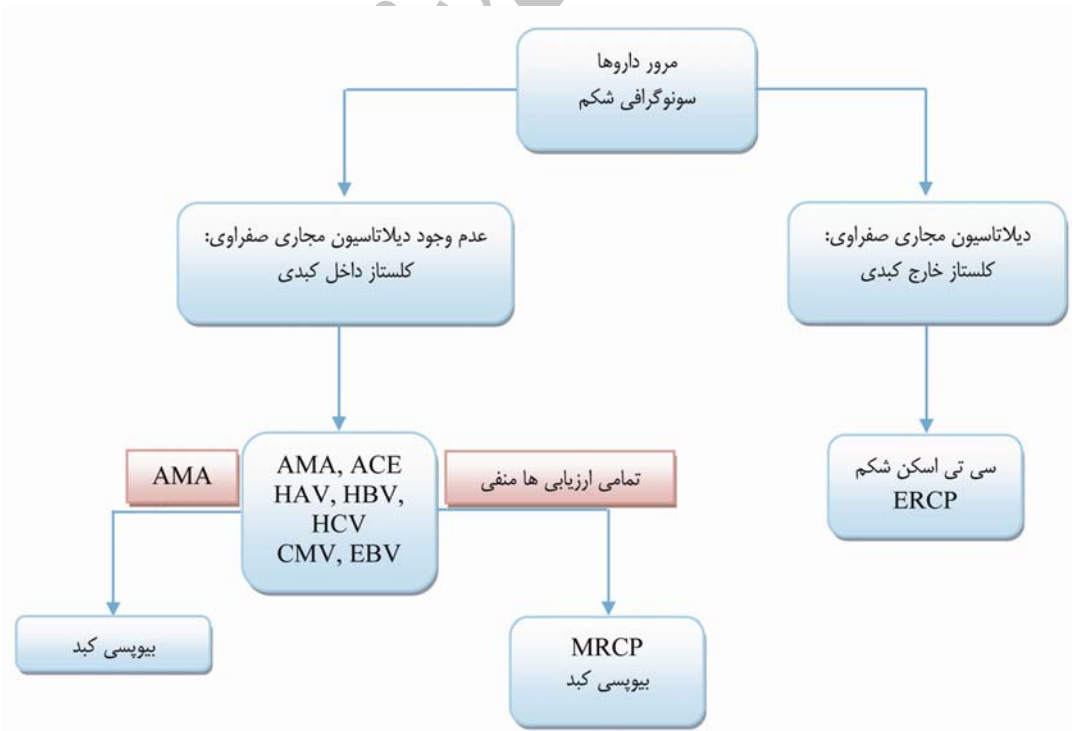 مرور داروها
سونوگرافی شکم
دیلاتاسیون مجاری صفراوی:
کلستاز خارج کبدی
عدم وجود دیلاتاسیون مجاری صفراوی:
کلستاز داخل کبدی
سی تی اسکن شکم
ERCP
تمامی ارزیابی ها منفی
AMA, ACE
HAV, HBV,
HCV
CMV, EBV
AMA
MRCP
بیوپسی کبد
بیوپسی کبد